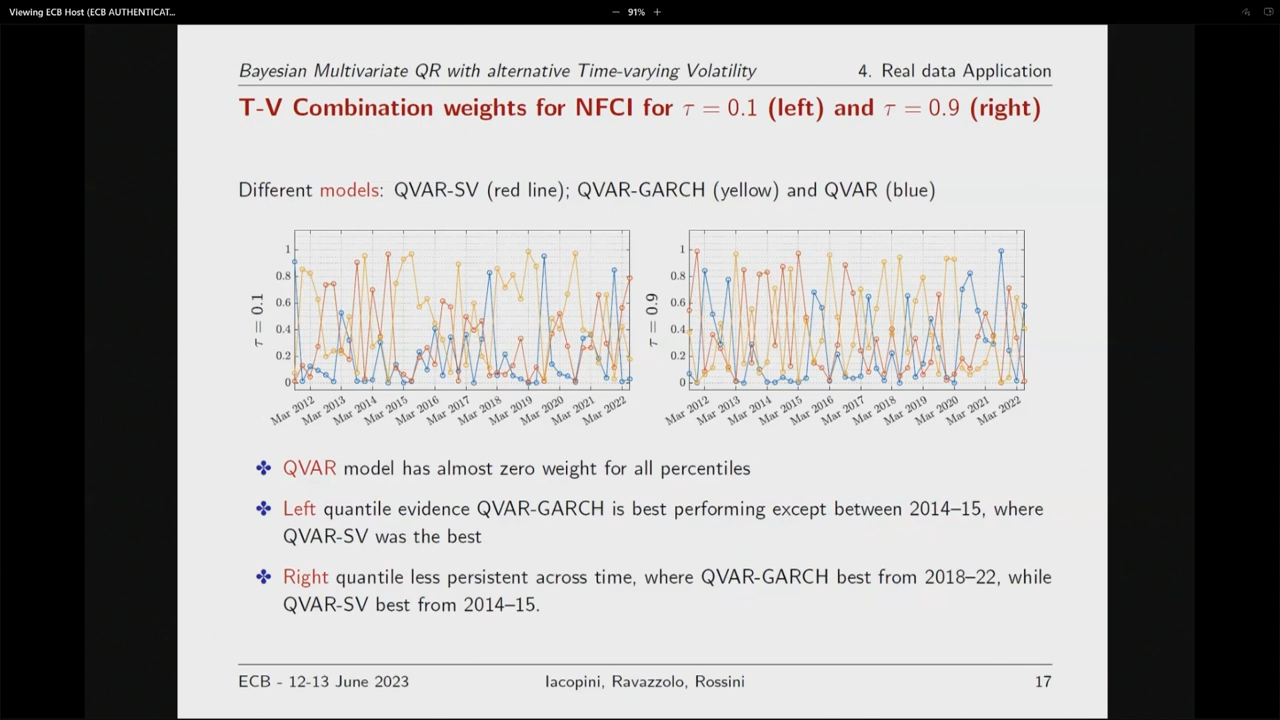 Viewing ECB Host (ECB AUTHENTICAT...
− 91% +
Bayesian Multivariate QR with alternative Time-varying Volatility 4. Real data Application
T-V Combination weights for NFCI for τ = 0.1 (left) and τ = 0.9 (right)
Different models: QVAR-SV (red line); QVAR-GARCH (yellow) and QVAR (blue)
τ = 0.1
1
0.8
0.6
0.4
0.2
0
Mar 2012 Mar 2013 Mar 2014 Mar 2015 Mar 2016 Mar 2017 Mar 2018 Mar 2019 Mar 2020 Mar 2021 Mar 2022
τ = 0.9
1
0.8
0.6
0.4
0.2
0
Mar 2012 Mar 2013 Mar 2014 Mar 2015 Mar 2016 Mar 2017 Mar 2018 Mar 2019 Mar 2020 Mar 2021 Mar 2022
QVAR model has almost zero weight for all percentiles
Left quantile evidence QVAR-GARCH is best performing except between 2014–15, where
QVAR-SV was the best
Right quantile less persistent across time, where QVAR-GARCH best from 2018–22, while
QVAR-SV best from 2014–15.
ECB - 12-13 June 2023 Iacopini, Ravazzolo, Rossini 17